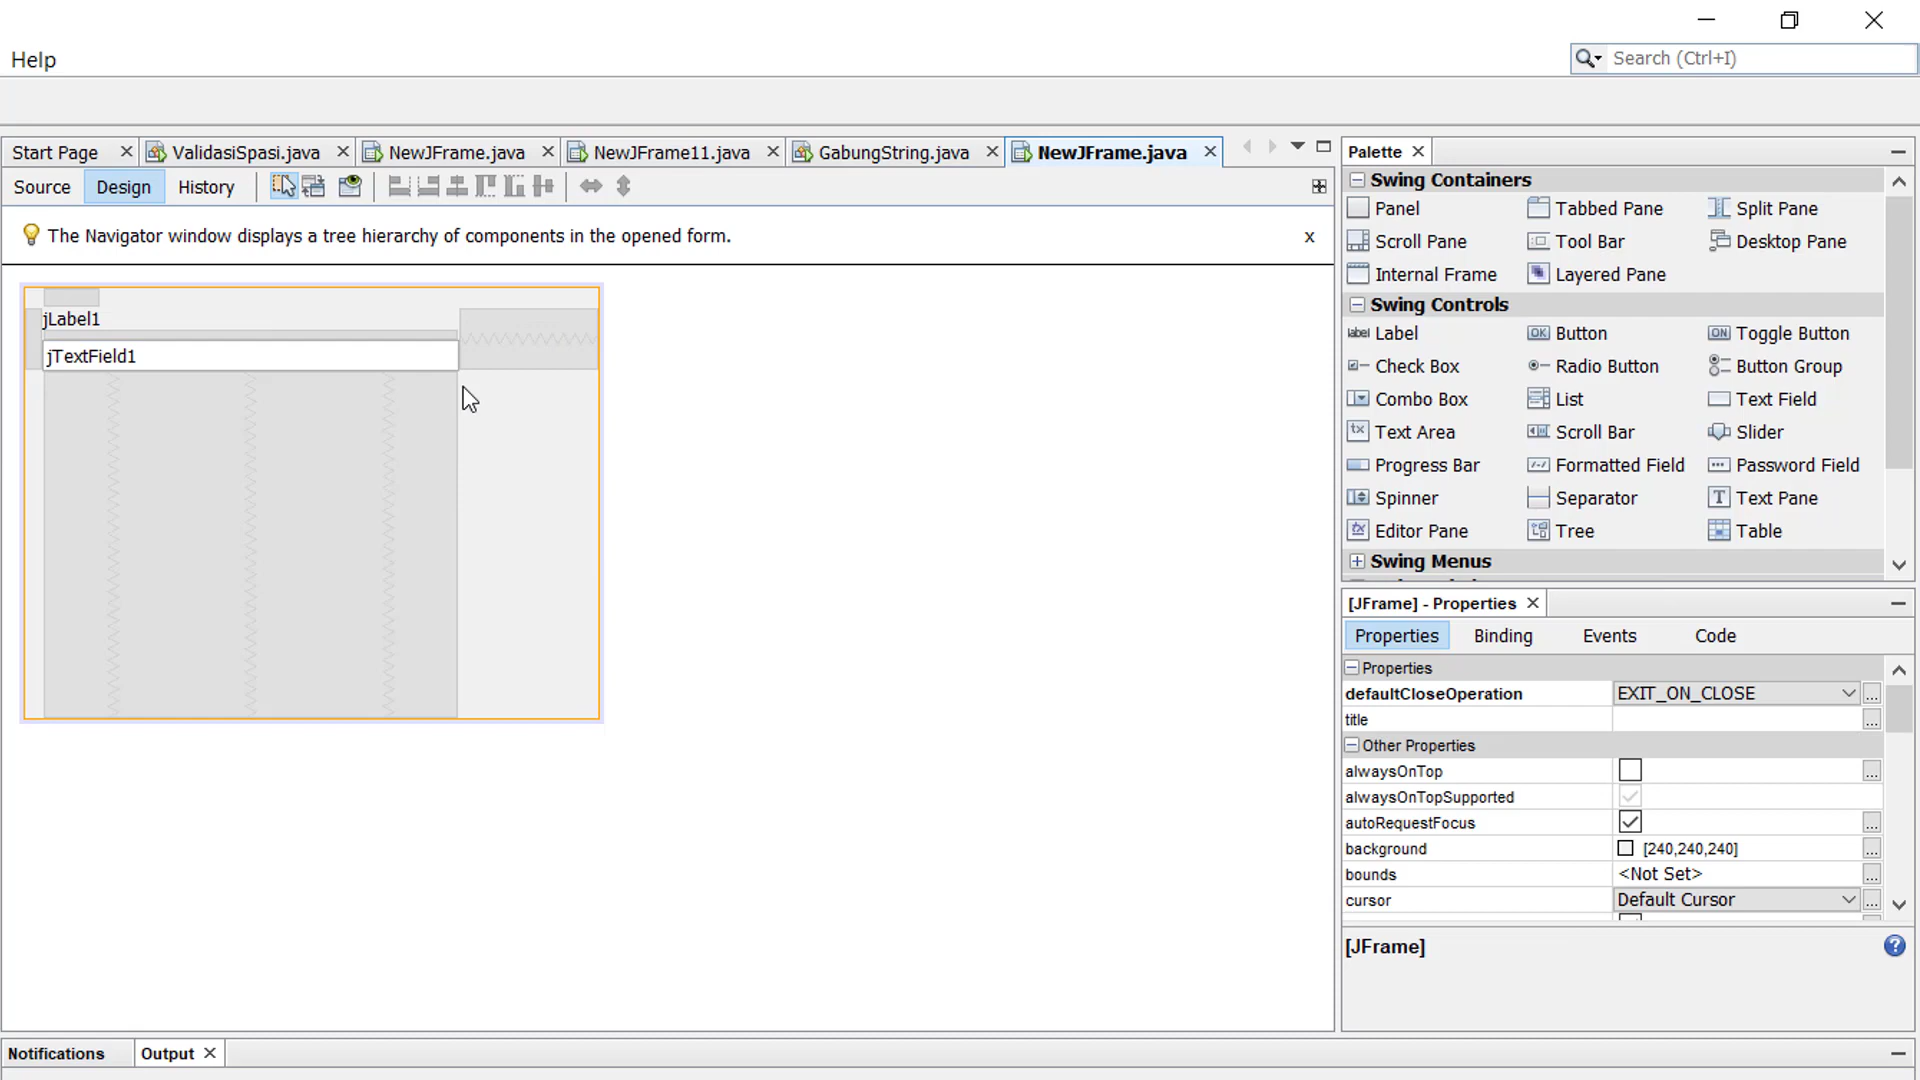 Help
Search (Ctrl+I)
Start Page ValidasiSpasi.java NewJFrame.java NewJFrame11.java GabungString.java NewJFrame.java
Source Design History
The Navigator window displays a tree hierarchy of components in the opened form. x
jLabel1
jTextField1
Palette
Swing Containers
Panel Tabbed Pane Split Pane
Scroll Pane Tool Bar Desktop Pane
Internal Frame Layered Pane
Swing Controls
label Label OK Button ON Toggle Button
Check Box Radio Button Button Group
Combo Box List Text Field
Text Area Scroll Bar Slider
Progress Bar Formatted Field Password Field
Spinner Separator T Text Pane
Editor Pane Tree Table
Swing Menus
[JFrame] - Properties
Properties Binding Events Code
Properties
defaultCloseOperation EXIT_ON_CLOSE ...
title ...
Other Properties
alwaysOnTop ...
alwaysOnTopSupported
autoRequestFocus ...
background [240,240,240] ...
bounds <Not Set> ...
cursor Default Cursor ...
[JFrame] ?
Notifications Output